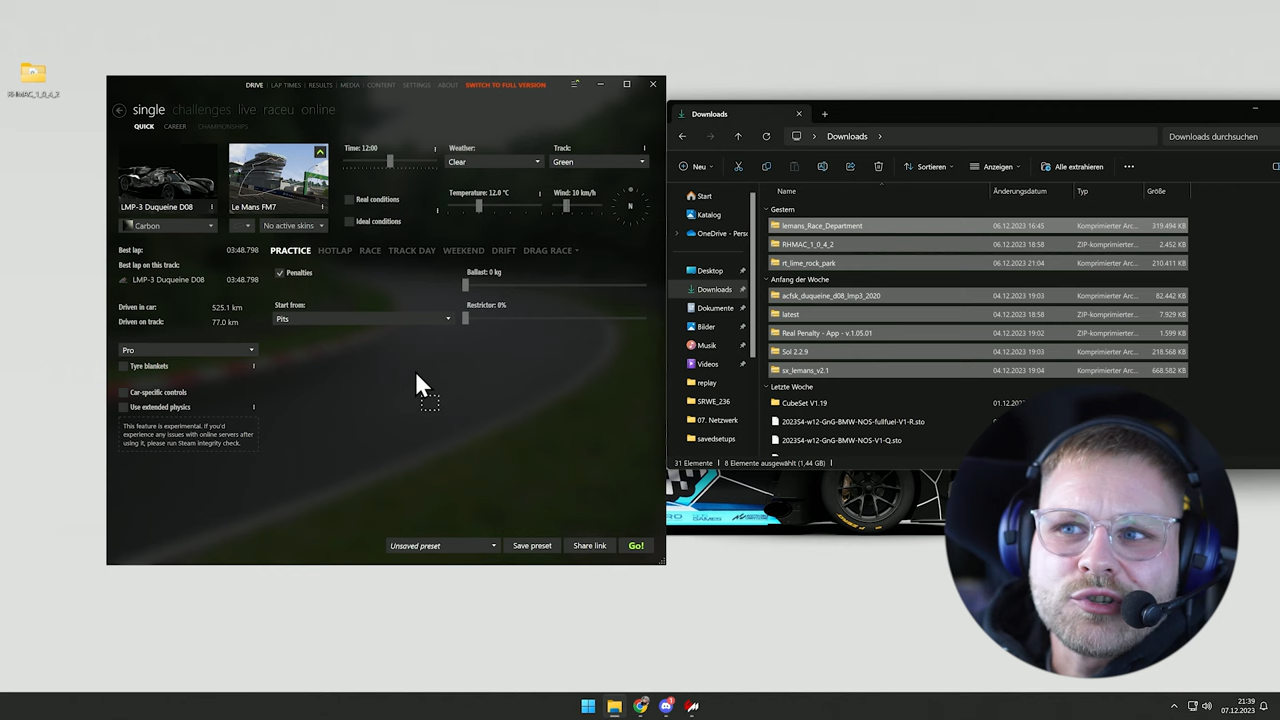 RHMAC_1_0_4_2
DRIVE LAP TIMES RESULTS MEDIA CONTENT SETTINGS ABOUT SWITCH TO FULL VERSION
single challenges live raceu online
QUICK CAREER CHAMPIONSHIPS
LMP-3 Duqueine D08
Carbon
Le Mans FM7
No active skins
Time: 12:00
Weather:
Clear
Track:
Green
Real conditions
Ideal conditions
Temperature: 12.0 °C
Wind: 10 km/h
N
Best lap: 03:48.798
Best lap on this track:
LMP-3 Duqueine D08 03:48.798
Driven in car: 525.1 km
Driven on track: 77.0 km
Pro
Tyre blankets
Car-specific controls
Use extended physics
This feature is experimental. If you'd
experience any issues with online servers after
using it, please run Steam integrity check.
PRACTICE HOTLAP RACE TRACK DAY WEEKEND DRIFT DRAG RACE
Penalties
Ballast: 0 kg
Start from:
Pits
Restrictor: 0%
Unsaved preset
Save preset
Share link
Go!
Downloads
Downloads
Downloads durchsuchen
Neu
Sortieren
Anzeigen
Alle extrahieren
Start
Katalog
OneDrive - Perso
Desktop
Downloads
Dokumente
Bilder
Musik
Videos
replay
SRWE_236
07. Netzwerk
savedsetups
Name Änderungsdatum Typ Größe
Gestern
lemans_Race_Department 06.12.2023 16:45 Komprimierter Arc... 319.494 KB
RHMAC_1_0_4_2 06.12.2023 18:58 ZIP-komprimierter... 2.452 KB
rt_lime_rock_park 06.12.2023 21:04 Komprimierter Arc... 210.411 KB
Anfang der Woche
acfsk_duqueine_d08_lmp3_2020 04.12.2023 19:03 Komprimierter Arc... 82.442 KB
latest 04.12.2023 18:58 ZIP-komprimierter... 7.929 KB
Real Penalty - App - v.1.05.01 04.12.2023 19:02 ZIP-komprimierter... 1.599 KB
Sol 2.2.9 04.12.2023 19:03 Komprimierter Arc... 218.568 KB
sx_lemans_v2.1 04.12.2023 19:04 Komprimierter Arc... 668.582 KB
Letzte Woche
CubeSet V1.19 01.12.202
2023S4-w12-GnG-BMW-NOS-fullfuel-V1-R.sto
2023S4-w12-GnG-BMW-NOS-V1-Q.sto
31 Elemente 8 Elemente ausgewählt (1,44 GB)
21:39
07.12.2023